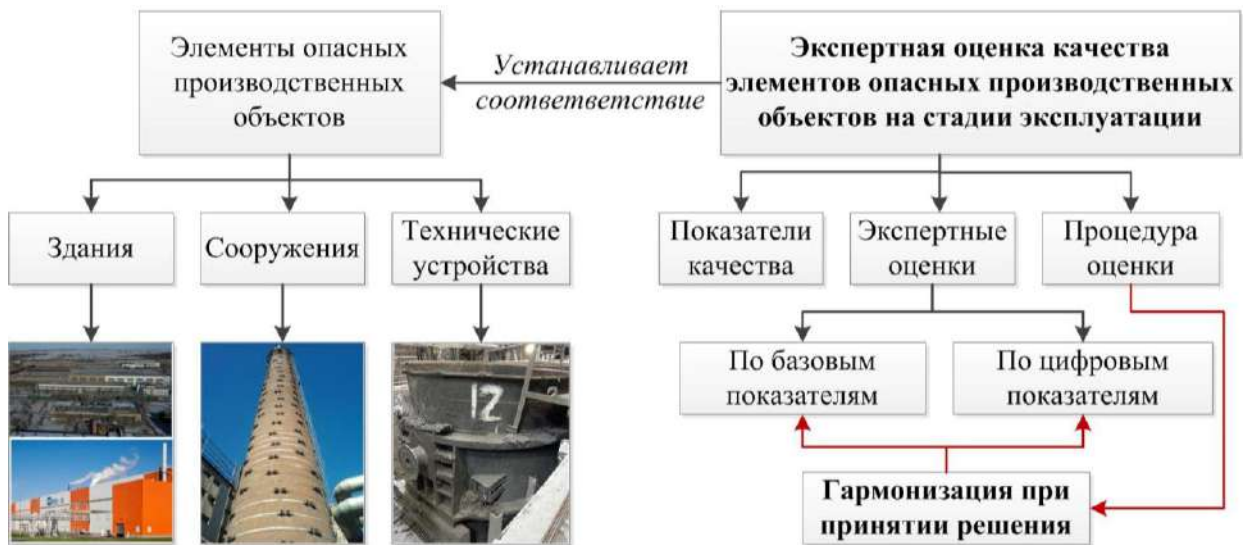 Элементы опасных
производственных
объектов
Устанавливает
соответствие
Экспертная оценка качества
элементов опасных производственных
объектов на стадии эксплуатации
Здания
Сооружения
Технические
устройства
Показатели
качества
Экспертные
оценки
Процедура
оценки
12
По базовым
показателям
По цифровым
показателям
Гармонизация при
принятии решения